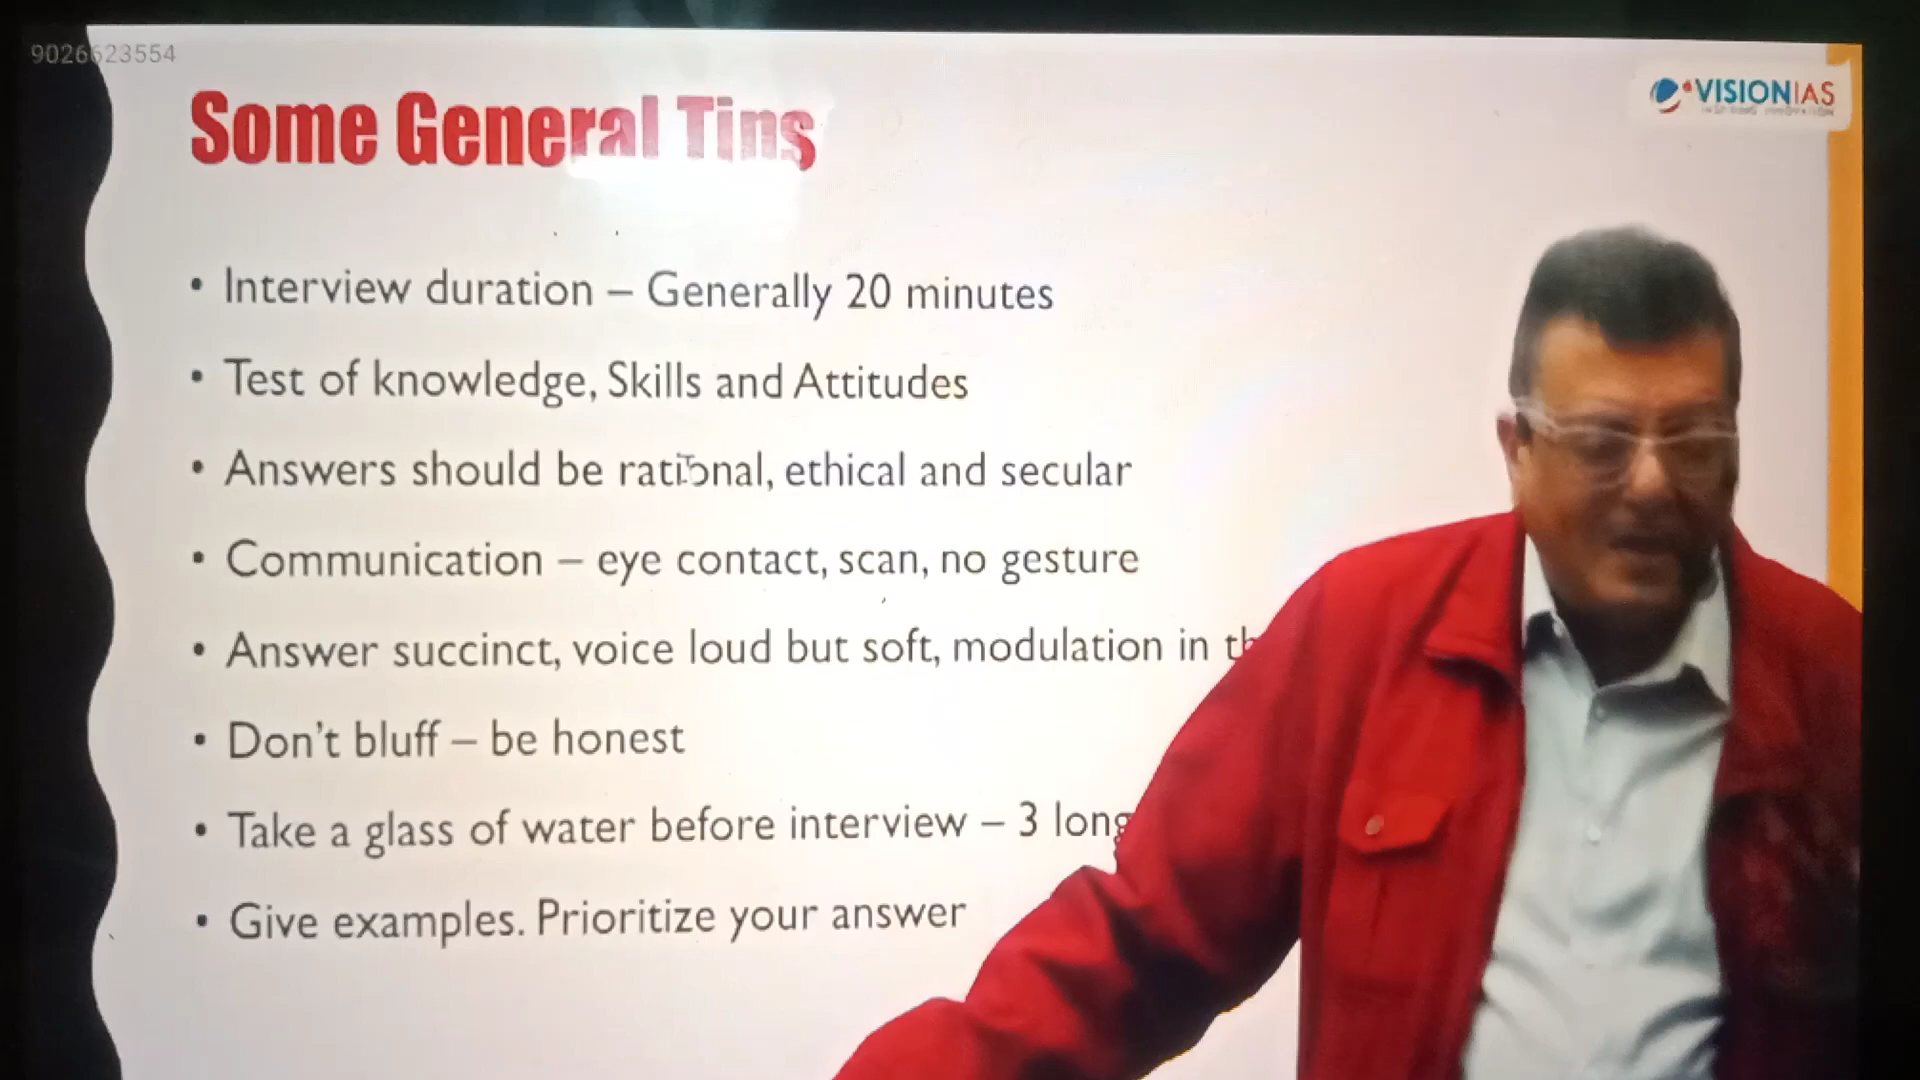 9026623554
VISIONIAS
Some General Tips
• Interview duration – Generally 20 minutes
• Test of knowledge, Skills and Attitudes
• Answers should be rational, ethical and secular
• Communication – eye contact, scan, no gesture
• Answer succinct, voice loud but soft, modulation in th
• Don't bluff – be honest
• Take a glass of water before interview – 3 long
• Give examples. Prioritize your answer